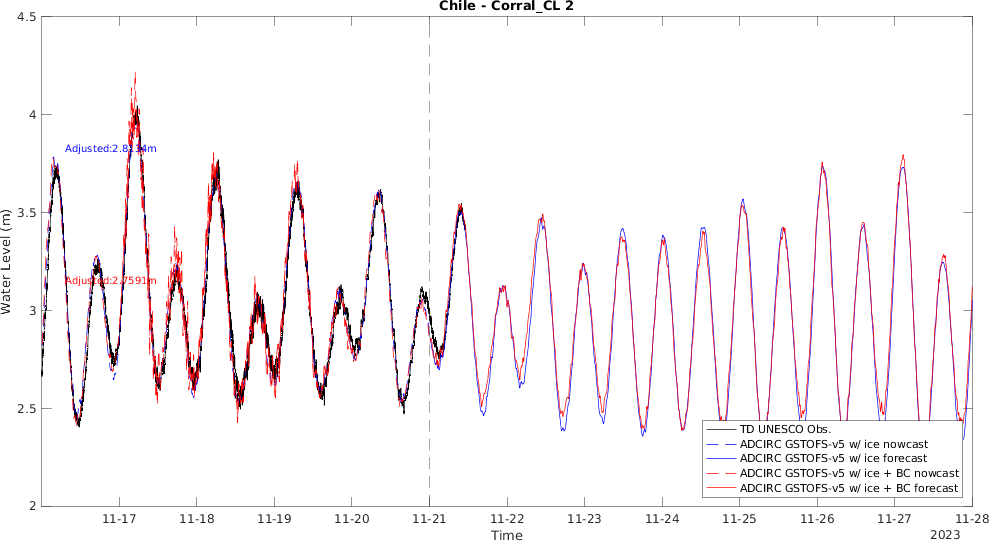 Chile - Corral_CL 2
4.5
4
3.5
3
2.5
2
Water Level (m)
Adjusted:2.8134m
Adjusted:2.7591m
TD UNESCO Obs.
ADCIRC GSTOFS-v5 w/ ice nowcast
ADCIRC GSTOFS-v5 w/ ice forecast
ADCIRC GSTOFS-v5 w/ ice + BC nowcast
ADCIRC GSTOFS-v5 w/ ice + BC forecast
11-17 11-18 11-19 11-20 11-21 11-22 11-23 11-24 11-25 11-26 11-27 11-28
Time
2023